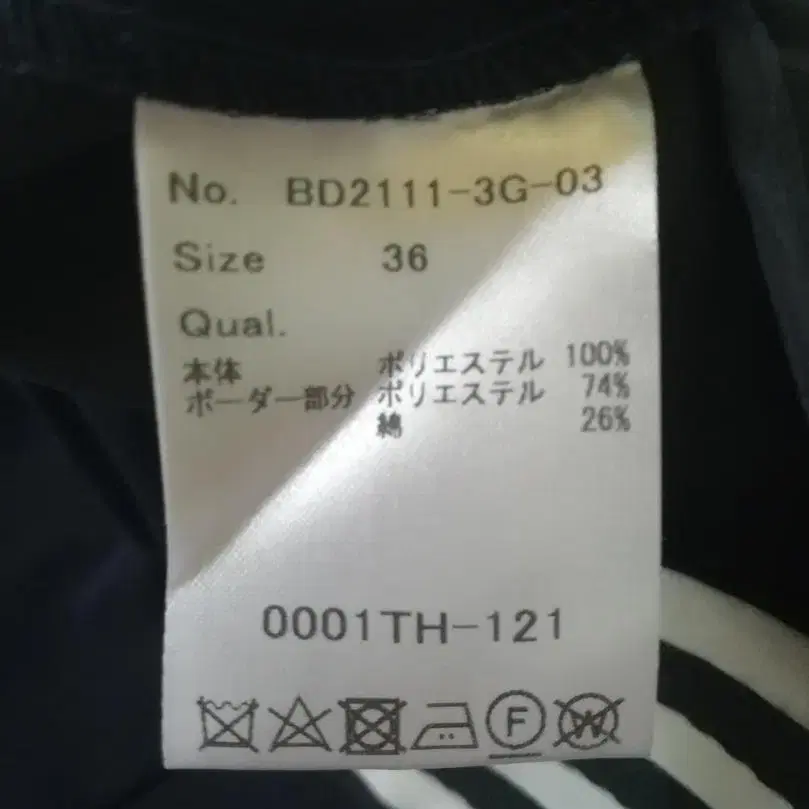 No. BD2111-3G-03
Size 36
Qual.
本体 ポリエステル 100%
ボーダー部分 ポリエステル 74%
綿 26%
0001TH-121
F W